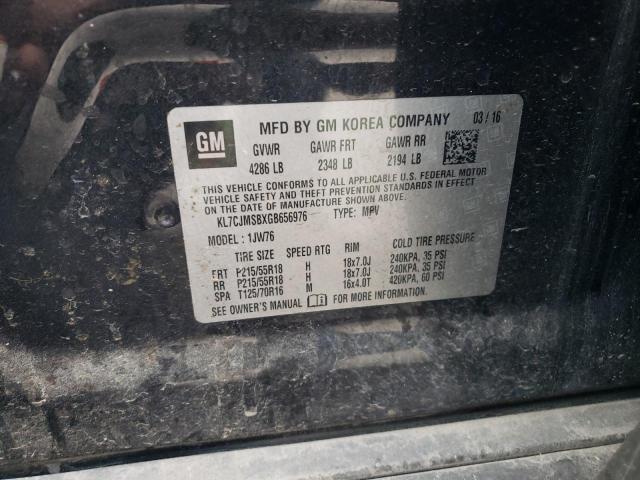 GM
MFD BY GM KOREA COMPANY 03/16
GVWR GAWR FRT GAWR RR
4286 LB 2348 LB 2194 LB
THIS VEHICLE CONFORMS TO ALL APPLICABLE U.S. FEDERAL MOTOR
VEHICLE SAFETY AND THEFT PREVENTION STANDARDS IN EFFECT
ON THE DATE OF MANUFACTURE SHOWN ABOVE.
KL7CJMSBXGB656976 TYPE: MPV
MODEL: 1JW76
TIRE SIZE SPEED RTG RIM COLD TIRE PRESSURE
FRT P215/55R18 H 18x7.0J 240KPA, 35 PSI
RR P215/55R18 H 18x7.0J 240KPA, 35 PSI
SPA T125/70R16 M 16x4.0T 420KPA, 60 PSI
SEE OWNER'S MANUAL FOR MORE INFORMATION.